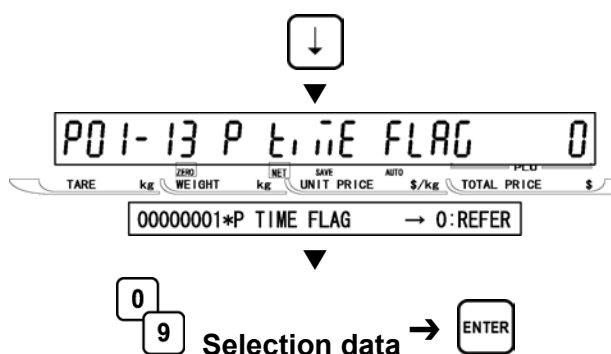 ↓
▼
P01-13 P timE FLAG 0
ZERO NET SAVE AUTO PLU
TARE kg WEIGHT kg UNIT PRICE $/kg TOTAL PRICE $
00000001*P TIME FLAG → 0:REFER
▼
0
9 Selection data ➔ ENTER